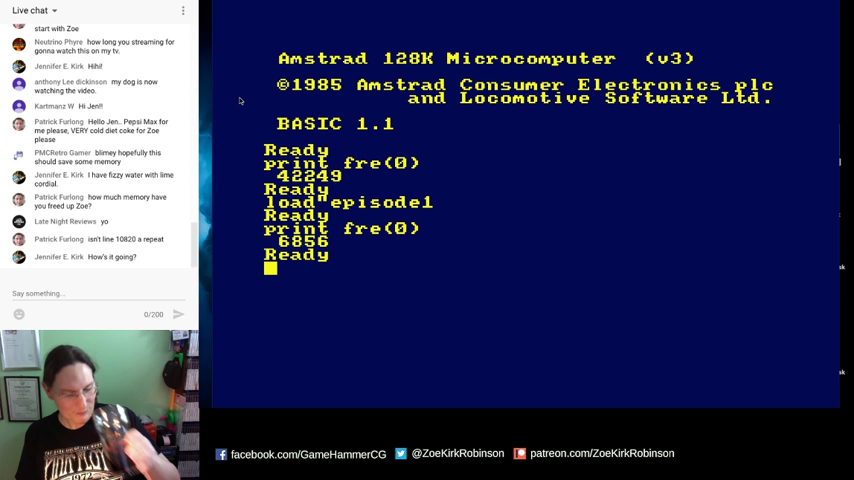 Live chat
start with Zoe
Neutrino Phyre how long you streaming for
gonna watch this on my tv.
Jennifer E. Kirk Hihi!
anthony Lee dickinson my dog is now
watching the video.
Kartmanz W Hi Jen!!
Patrick Furlong Hello Jen.. Pepsi Max for
me please, VERY cold diet coke for Zoe
please
PMCRetro Gamer blimey hopefully this
should save some memory
Jennifer E. Kirk I have fizzy water with lime
cordial.
Patrick Furlong how much memory have
you freed up Zoe?
Late Night Reviews yo
Patrick Furlong isn't line 10820 a repeat
Jennifer E. Kirk How's it going?
Say something...
0/200
Amstrad 128K Microcomputer (v3)
©1985 Amstrad Consumer Electronics plc
and Locomotive Software Ltd.
BASIC 1.1
Ready
print fre(0)
42249
Ready
load"episode1
Ready
print fre(0)
6856
Ready
facebook.com/GameHammerCG @ZoeKirkRobinson patreon.com/ZoeKirkRobinson